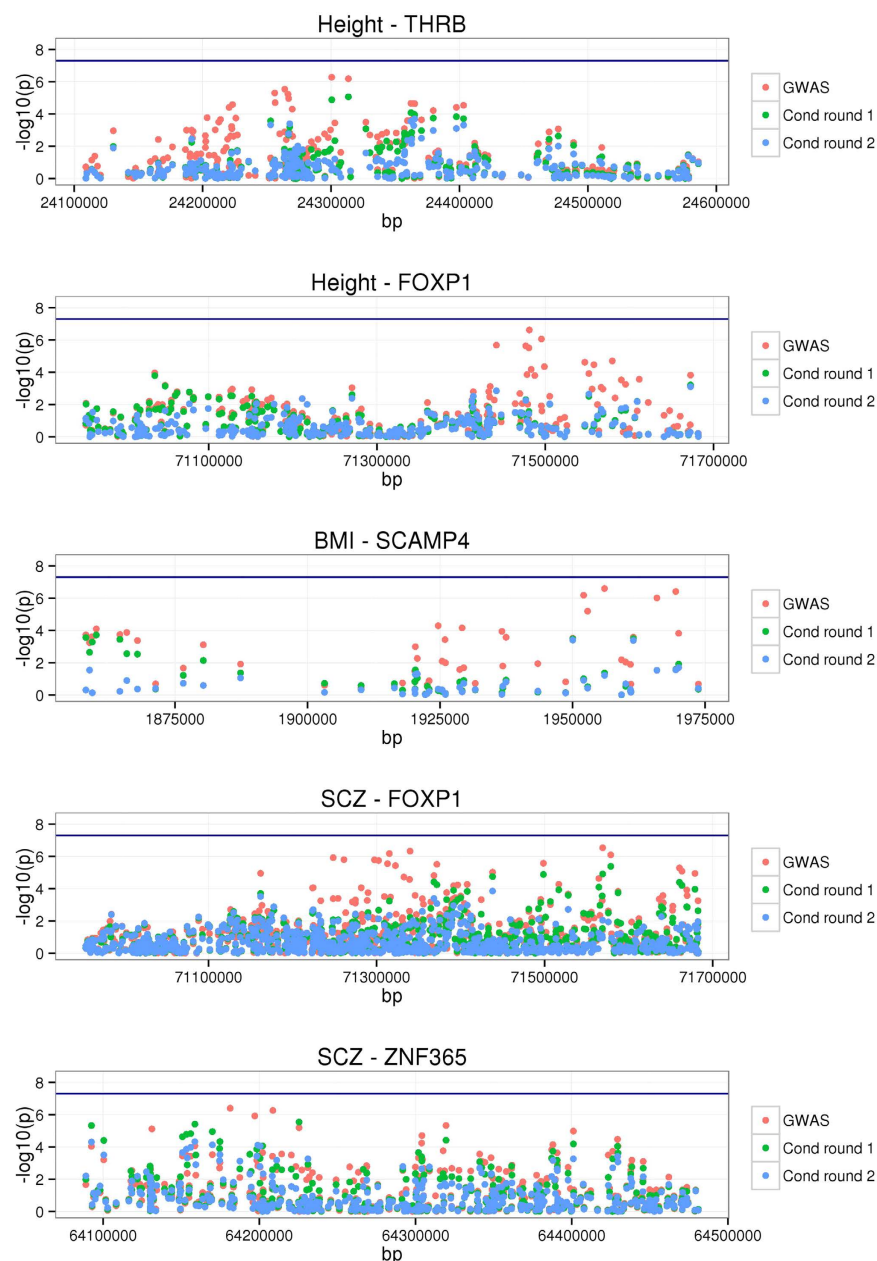 Height - THRB
8
6
4
2
0
-log10(p)
24100000 24200000 24300000 24400000 24500000 24600000
bp
GWAS
Cond round 1
Cond round 2
Height - FOXP1
8
6
4
2
0
-log10(p)
71100000 71300000 71500000 71700000
bp
GWAS
Cond round 1
Cond round 2
BMI - SCAMP4
8
6
4
2
0
-log10(p)
1875000 1900000 1925000 1950000 1975000
bp
GWAS
Cond round 1
Cond round 2
SCZ - FOXP1
8
6
4
2
0
-log10(p)
71100000 71300000 71500000 71700000
bp
GWAS
Cond round 1
Cond round 2
SCZ - ZNF365
8
6
4
2
0
-log10(p)
64100000 64200000 64300000 64400000 64500000
bp
GWAS
Cond round 1
Cond round 2